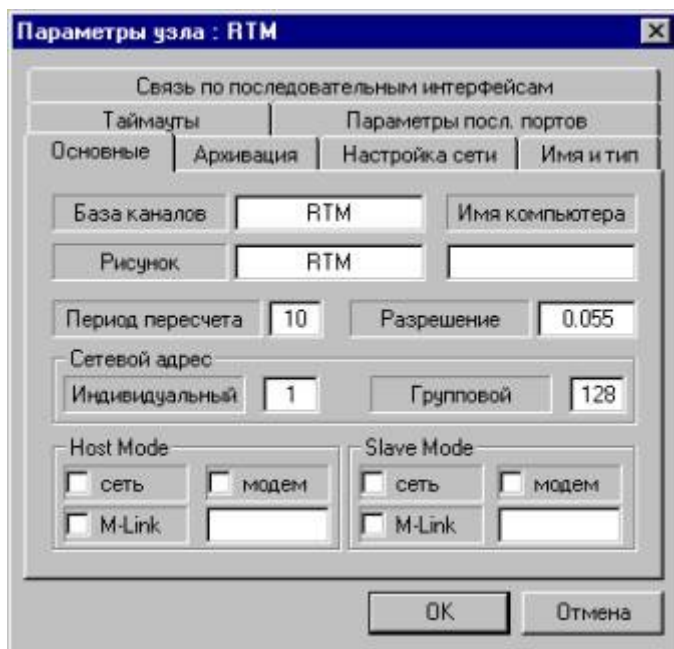 Параметры узла : RTM
Связь по последовательным интерфейсам
Таймауты Параметры посл. портов
Основные Архивация Настройка сети Имя и тип
База каналов RTM Имя компьютера
Рисунок RTM
Период пересчета 10 Разрешение 0.055
Сетевой адрес
Индивидуальный 1 Групповой 128
Host Mode Slave Mode
сеть модем сеть модем
M-Link M-Link
OK Отмена